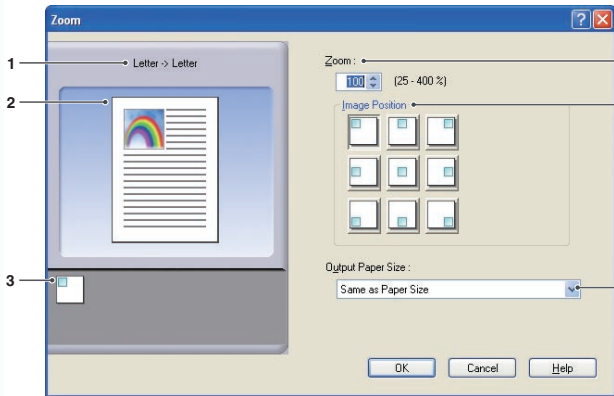 Zoom
1
Letter -> Letter
2
3
Zoom :
100
(25 - 400 %)
Image Position
Output Paper Size :
Same as Paper Size
OK
Cancel
Help